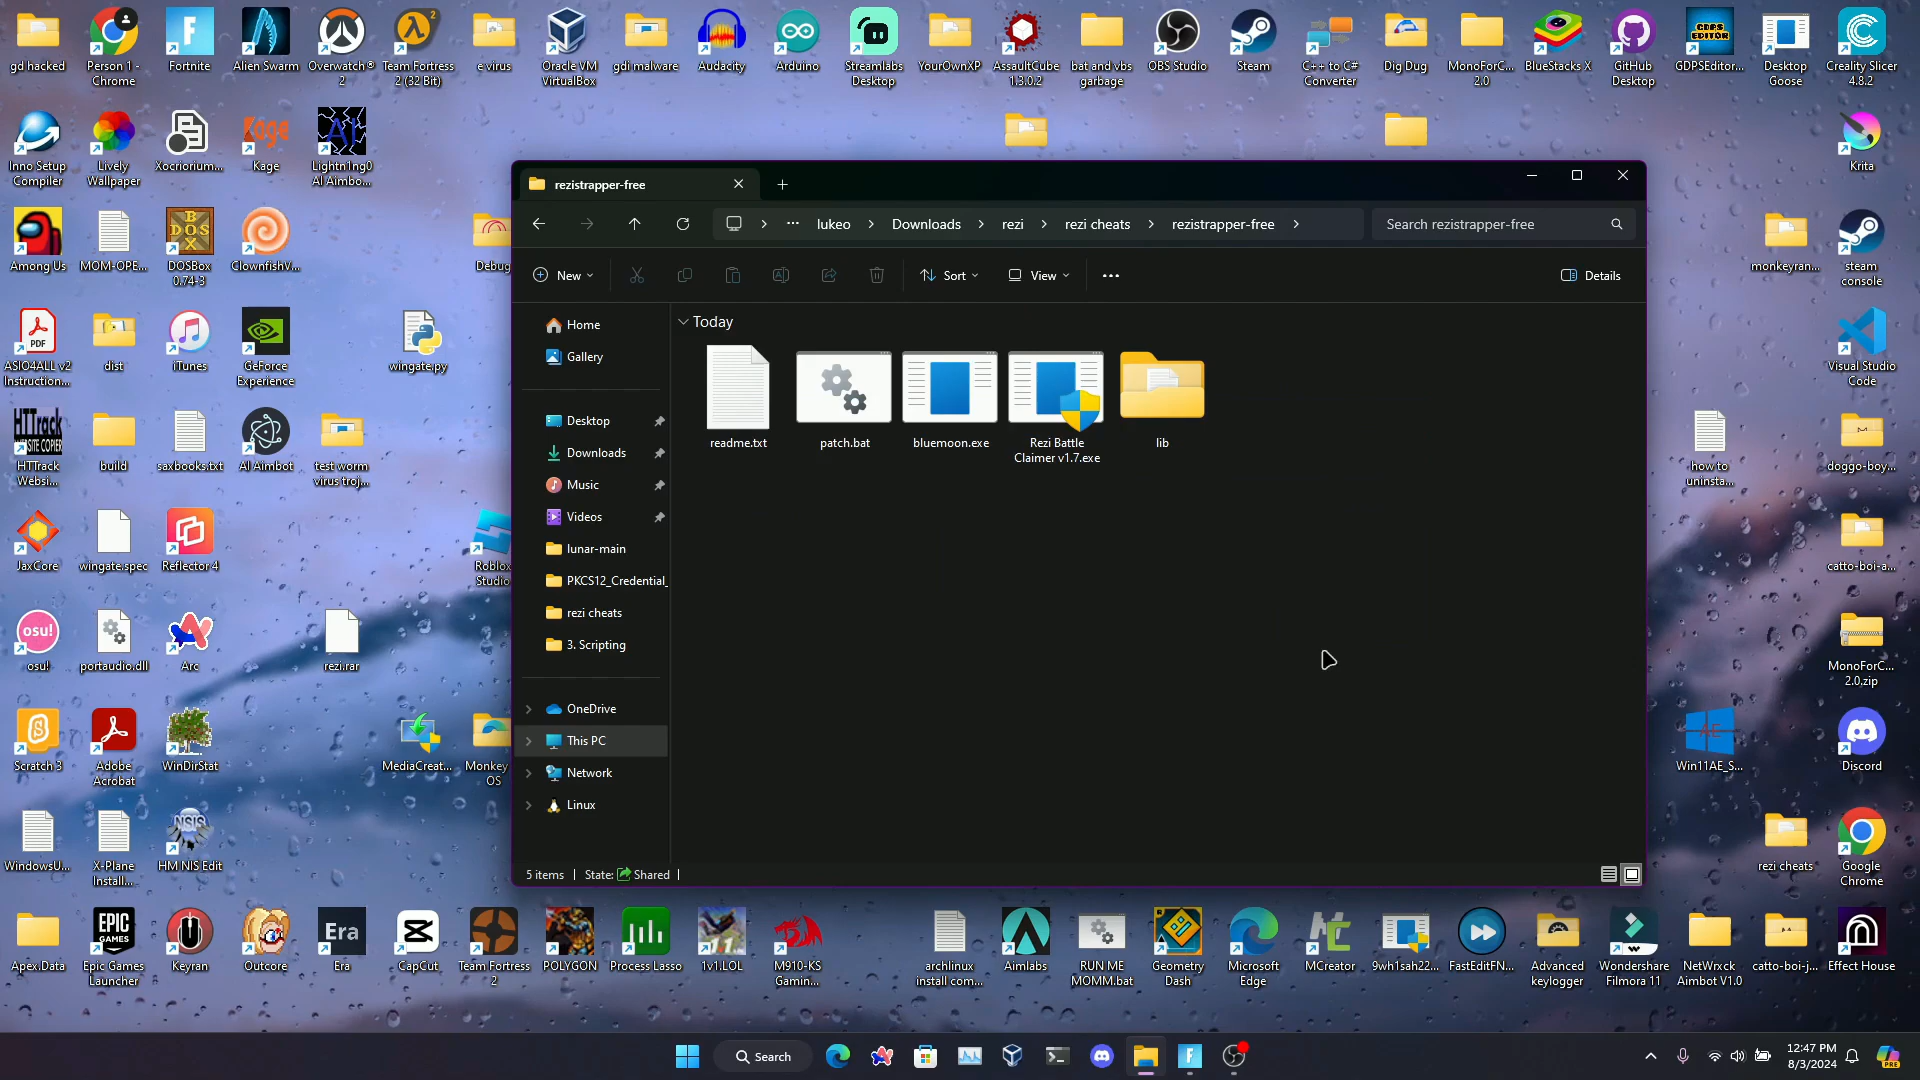 gd hacked
Person 1 -
Chrome
Fortnite
Alien Swarm
Overwatch®
2
Team Fortress
2 (32 Bit)
e virus
Oracle VM
VirtualBox
gdi malware
Audacity
Arduino
Streamlabs
Desktop
YourOwnXP
AssaultCube
1.3.0.2
bat and vbs
garbage
OBS Studio
Steam
C++ to C#
Converter
Dig Dug
MonoForC...
2.0
BlueStacks X
GitHub
Desktop
GDPSEditor...
Desktop
Goose
Creality Slicer
4.8.2
Inno Setup
Compiler
Lively
Wallpaper
Xocriorium...
Kage
Lightn1ng0
AI Aimbo...
Krita
rezistrapper-free
lukeo
Downloads
rezi
rezi cheats
rezistrapper-free
Search rezistrapper-free
New
Sort
View
Details
Home
Gallery
Desktop
Downloads
Music
Videos
lunar-main
PKCS12_Credential_
rezi cheats
3. Scripting
OneDrive
This PC
Network
Linux
Today
readme.txt
patch.bat
bluemoon.exe
Rezi Battle
Claimer v1.7.exe
lib
5 items
State:
Shared
Among Us
MOM-OPE...
DOSBox
0.74-3
ClownfishV...
Debug
monkeyran...
steam
console
ASIO4ALL v2
Instruction...
dist
iTunes
GeForce
Experience
wingate.py
Visual Studio
Code
HTTrack
Websi...
build
saxbooks.txt
AI Aimbot
test worm
virus troj...
how to
uninsta...
doggo-boy...
JaxCore
wingate.spec
Reflector 4
Roblox
Studio
catto-boi-a...
osu!
osu!
portaudio.dll
Arc
rezi.rar
MonoForC...
2.0.zip
Scratch 3
Adobe
Acrobat
WinDirStat
MediaCreat...
Monkey
OS
Win11AE_S...
Discord
WindowsU...
X-Plane
Install...
HM NIS Edit
rezi cheats
Google
Chrome
Apex.Data
Epic Games
Launcher
Keyran
Outcore
Era
Era
CapCut
Team Fortress
2
POLYGON
Process Lasso
1v1.LOL
M910-KS
Gamin...
archlinux
install com...
Aimlabs
RUN ME
MOMM.bat
Geometry
Dash
Microsoft
Edge
MCreator
9wh1sah22...
FastEditFN...
Advanced
keylogger
Wondershare
Filmora 11
NetWrxck
Aimbot V1.0
catto-boi-j...
Effect House
Search
12:47 PM
8/3/2024